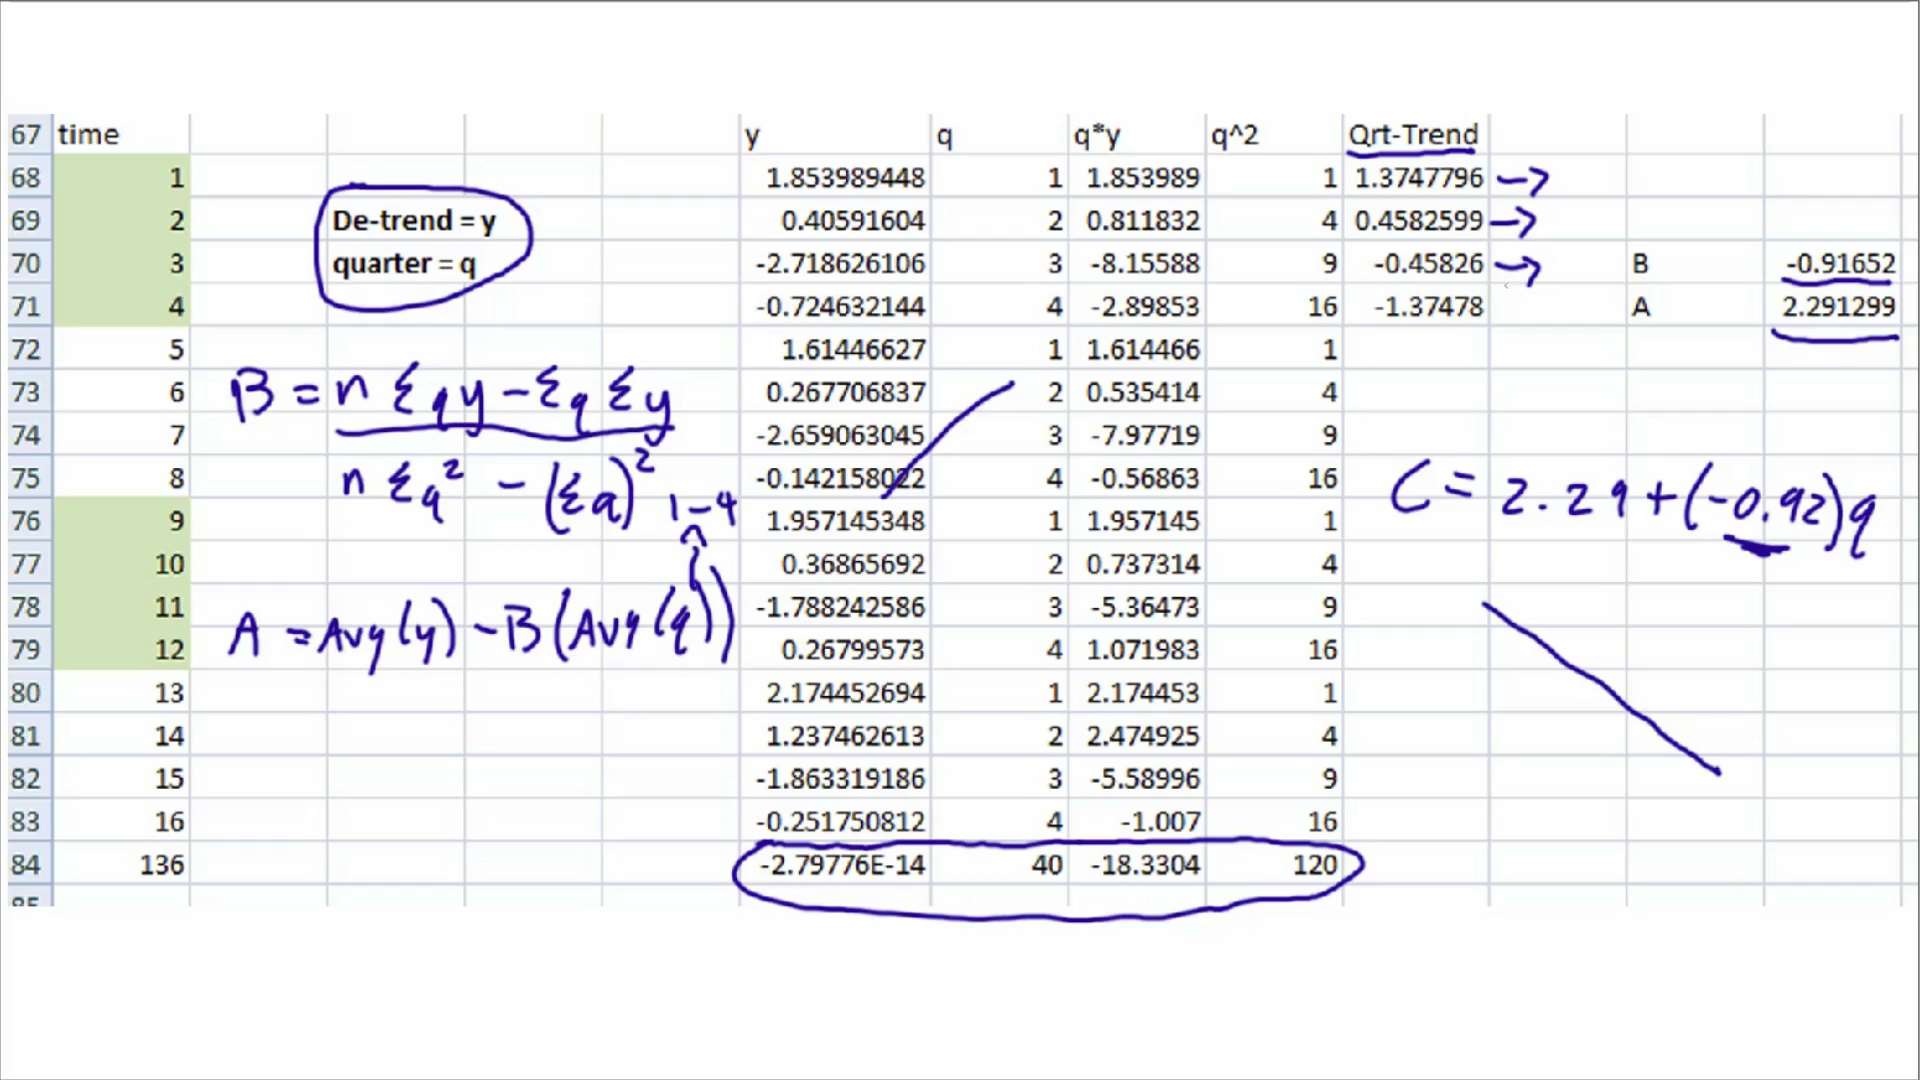 67 time y q q*y q^2 Qrt-Trend
68 1 1.853989448 1 1.853989 1 1.3747796
69 2 De-trend = y 0.40591604 2 0.811832 4 0.4582599
70 3 quarter = q -2.718626106 3 -8.15588 9 -0.45826 B -0.91652
71 4 -0.724632144 4 -2.89853 16 -1.37478 A 2.291299
72 5 1.61446627 1 1.614466 1
73 6 0.267706837 2 0.535414 4
74 7 -2.659063045 3 -7.97719 9
75 8 -0.142158022 4 -0.56863 16
76 9 1.957145348 1 1.957145 1
77 10 0.36865692 2 0.737314 4
78 11 -1.788242586 3 -5.36473 9
79 12 0.26799573 4 1.071983 16
80 13 2.174452694 1 2.174453 1
81 14 1.237462613 2 2.474925 4
82 15 -1.863319186 3 -5.58996 9
83 16 -0.251750812 4 -1.007 16
84 136 -2.79776E-14 40 -18.3304 120
85
B = n Σqy - Σq Σy
n Σq² - (Σq)²
1-4
A = Avg(y) - B(Avg(q))
C = 2.29 + (-0.92)q